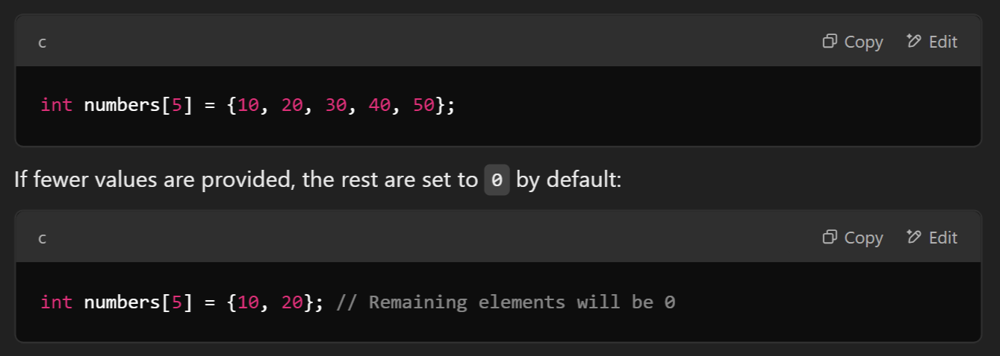 c Copy Edit
int numbers[5] = {10, 20, 30, 40, 50};
If fewer values are provided, the rest are set to 0 by default:
c Copy Edit
int numbers[5] = {10, 20}; // Remaining elements will be 0